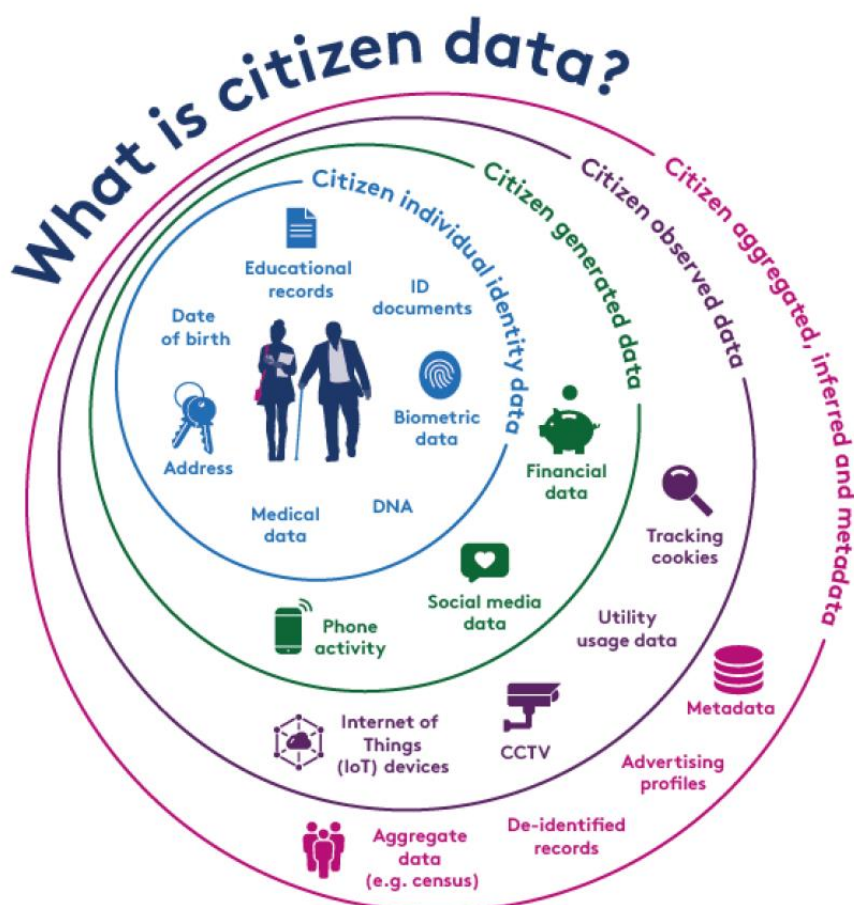 What is citizen data?
Citizen individual identity data
Citizen generated data
Citizen observed data
Citizen aggregated, inferred and metadata
Educational
records
ID
documents
Date
of birth
Biometric
data
Address
Medical
data
DNA
Financial
data
Social media
data
Phone
activity
Tracking
cookies
Utility
usage data
CCTV
Internet of
Things
(IoT) devices
Metadata
Advertising
profiles
De-identified
records
Aggregate
data
(e.g. census)